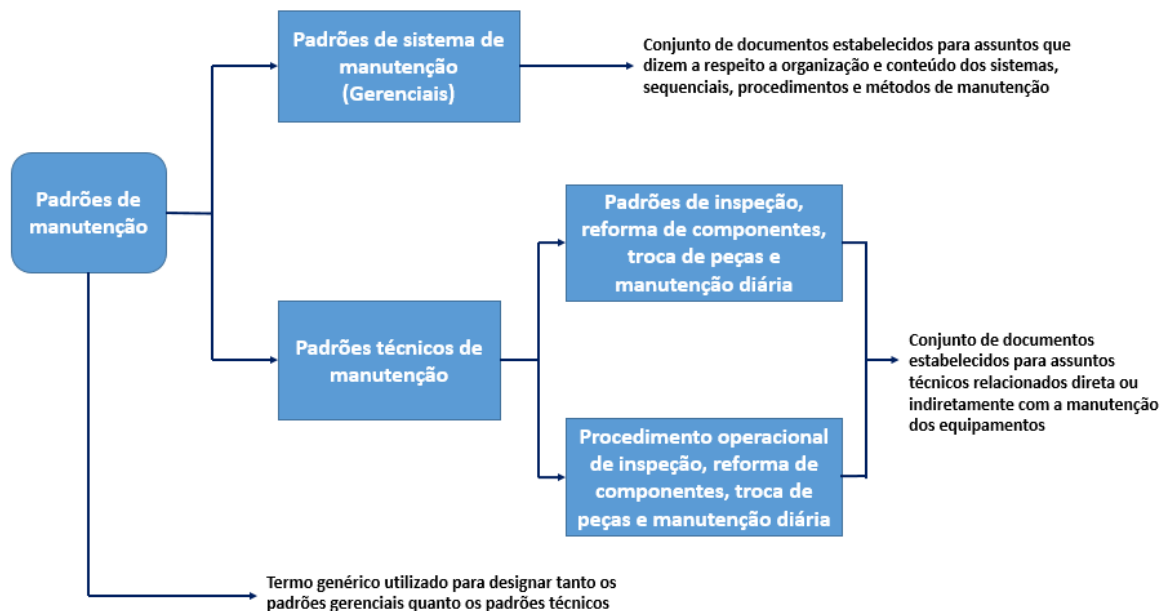 Padrões de sistema de
manutenção
(Gerenciais)
Conjunto de documentos estabelecidos para assuntos que
dizem a respeito a organização e conteúdo dos sistemas,
sequenciais, procedimentos e métodos de manutenção
Padrões de
manutenção
Padrões de inspeção,
reforma de componentes,
troca de peças e
manutenção diária
Padrões técnicos de
manutenção
Conjunto de documentos
estabelecidos para assuntos
técnicos relacionados direta ou
indiretamente com a manutenção
dos equipamentos
Procedimento operacional
de inspeção, reforma de
componentes, troca de
peças e manutenção diária
Termo genérico utilizado para designar tanto os
padrões gerenciais quanto os padrões técnicos